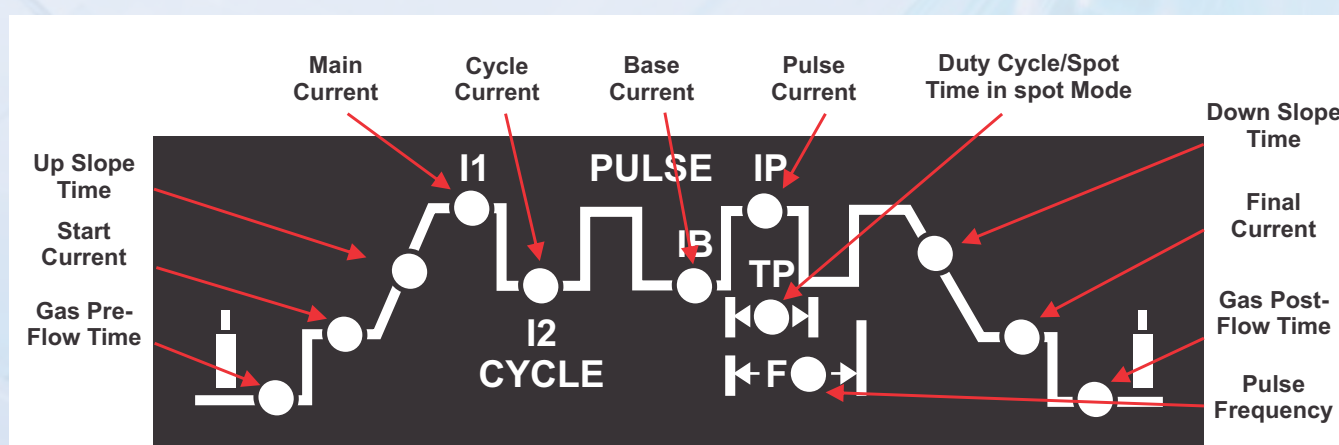 Main
Current
Cycle
Current
Base
Current
Pulse
Current
Duty Cycle/Spot
Time in spot Mode
Down Slope
Time
Up Slope
Time
Start
Current
Gas Pre-
Flow Time
Final
Current
Gas Post-
Flow Time
Pulse
Frequency
I1
PULSE
IP
IB
TP
I2
CYCLE
F